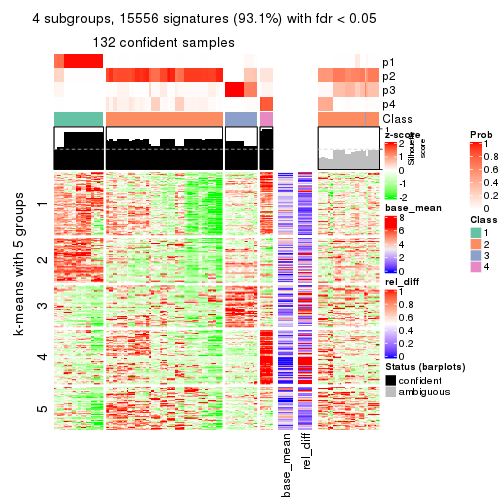 4 subgroups, 15556 signatures (93.1%) with fdr < 0.05
132 confident samples
p1
p2
p3
p4
Class
1
Silhouette
score
z-score
2
1
0
-1
-2
base_mean
8
6
4
2
0
rel_diff
1
0.8
0.6
0.4
0.2
0
Status (barplots)
confident
ambiguous
Prob
1
0.8
0.6
0.4
0.2
0
Class
1
2
3
4
k-means with 5 groups
1
2
3
4
5
base_mean
rel_diff